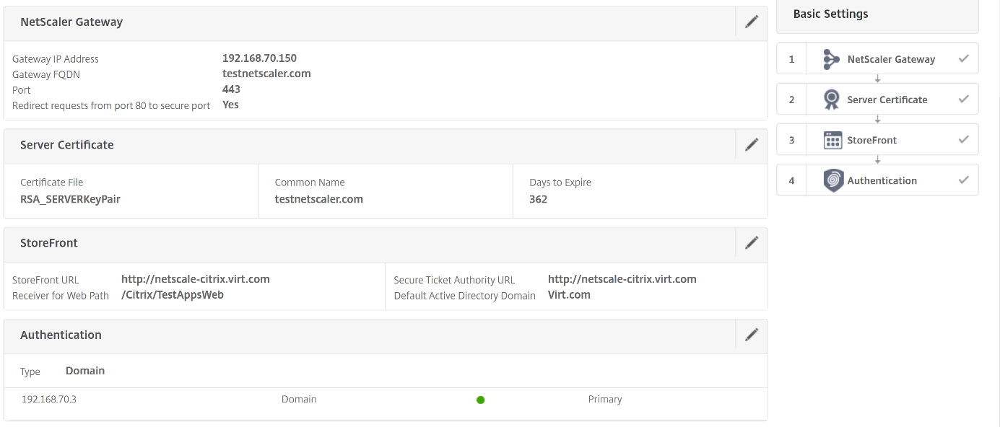 NetScaler Gateway
Gateway IP Address 192.168.70.150
Gateway FQDN testnetscaler.com
Port 443
Redirect requests from port 80 to secure port Yes
Server Certificate
Certificate File Common Name Days to Expire
RSA_SERVERKeyPair testnetscaler.com 362
StoreFront
StoreFront URL http://netscale-citrix.virt.com Secure Ticket Authority URL http://netscale-citrix.virt.com
Receiver for Web Path /Citrix/TestAppsWeb Default Active Directory Domain Virt.com
Authentication
Type Domain
192.168.70.3 Domain Primary
Basic Settings
1 NetScaler Gateway
2 Server Certificate
3 StoreFront
4 Authentication